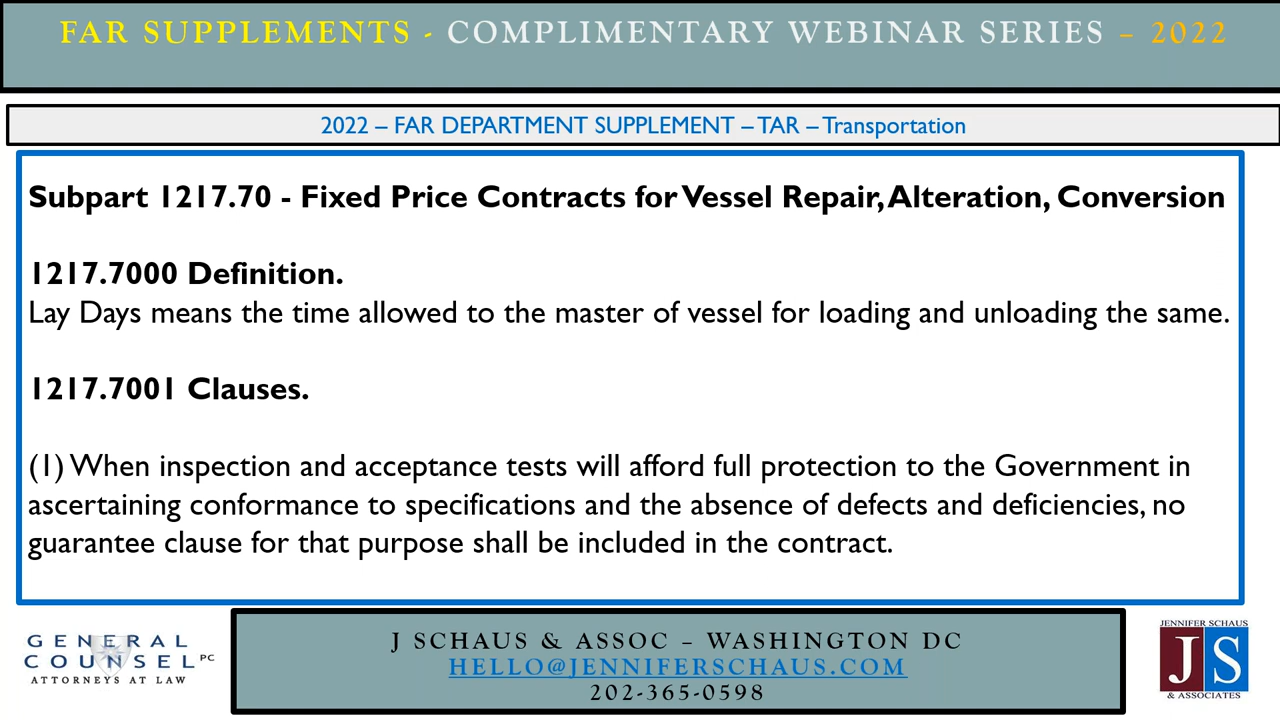 FAR SUPPLEMENTS - COMPLIMENTARY WEBINAR SERIES – 2022
2022 – FAR DEPARTMENT SUPPLEMENT – TAR – Transportation
Subpart 1217.70 - Fixed Price Contracts for Vessel Repair, Alteration, Conversion
1217.7000 Definition.
Lay Days means the time allowed to the master of vessel for loading and unloading the same.
1217.7001 Clauses.
(1) When inspection and acceptance tests will afford full protection to the Government in
ascertaining conformance to specifications and the absence of defects and deficiencies, no
guarantee clause for that purpose shall be included in the contract.
GENERAL
COUNSEL PC
ATTORNEYS AT LAW
J SCHAUS & ASSOC – WASHINGTON DC
HELLO@JENNIFERSCHAUS.COM
202-365-0598
JENNIFER SCHAUS
JS
& ASSOCIATES